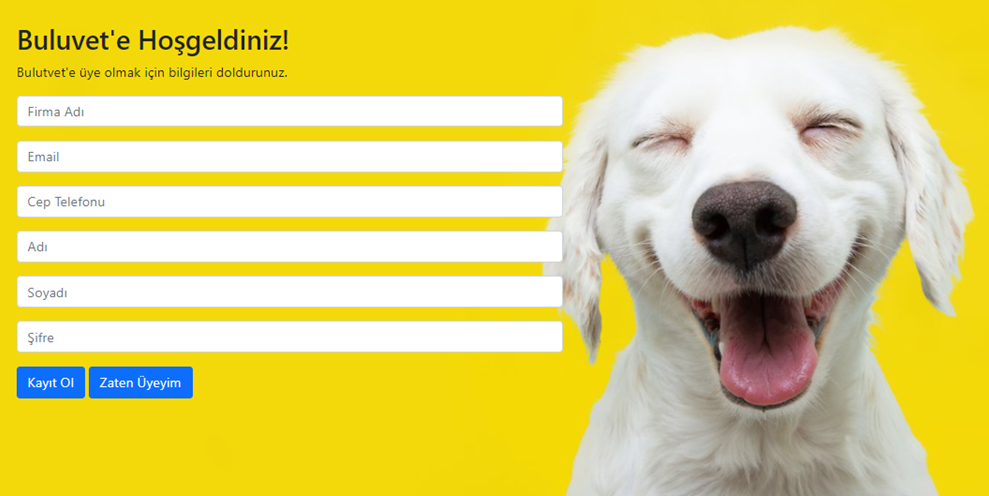 Buluvet'e Hoşgeldiniz!
Bulutvet'e üye olmak için bilgileri doldurunuz.
Firma Adı
Email
Cep Telefonu
Adı
Soyadı
Şifre
Kayıt Ol Zaten Üyeyim